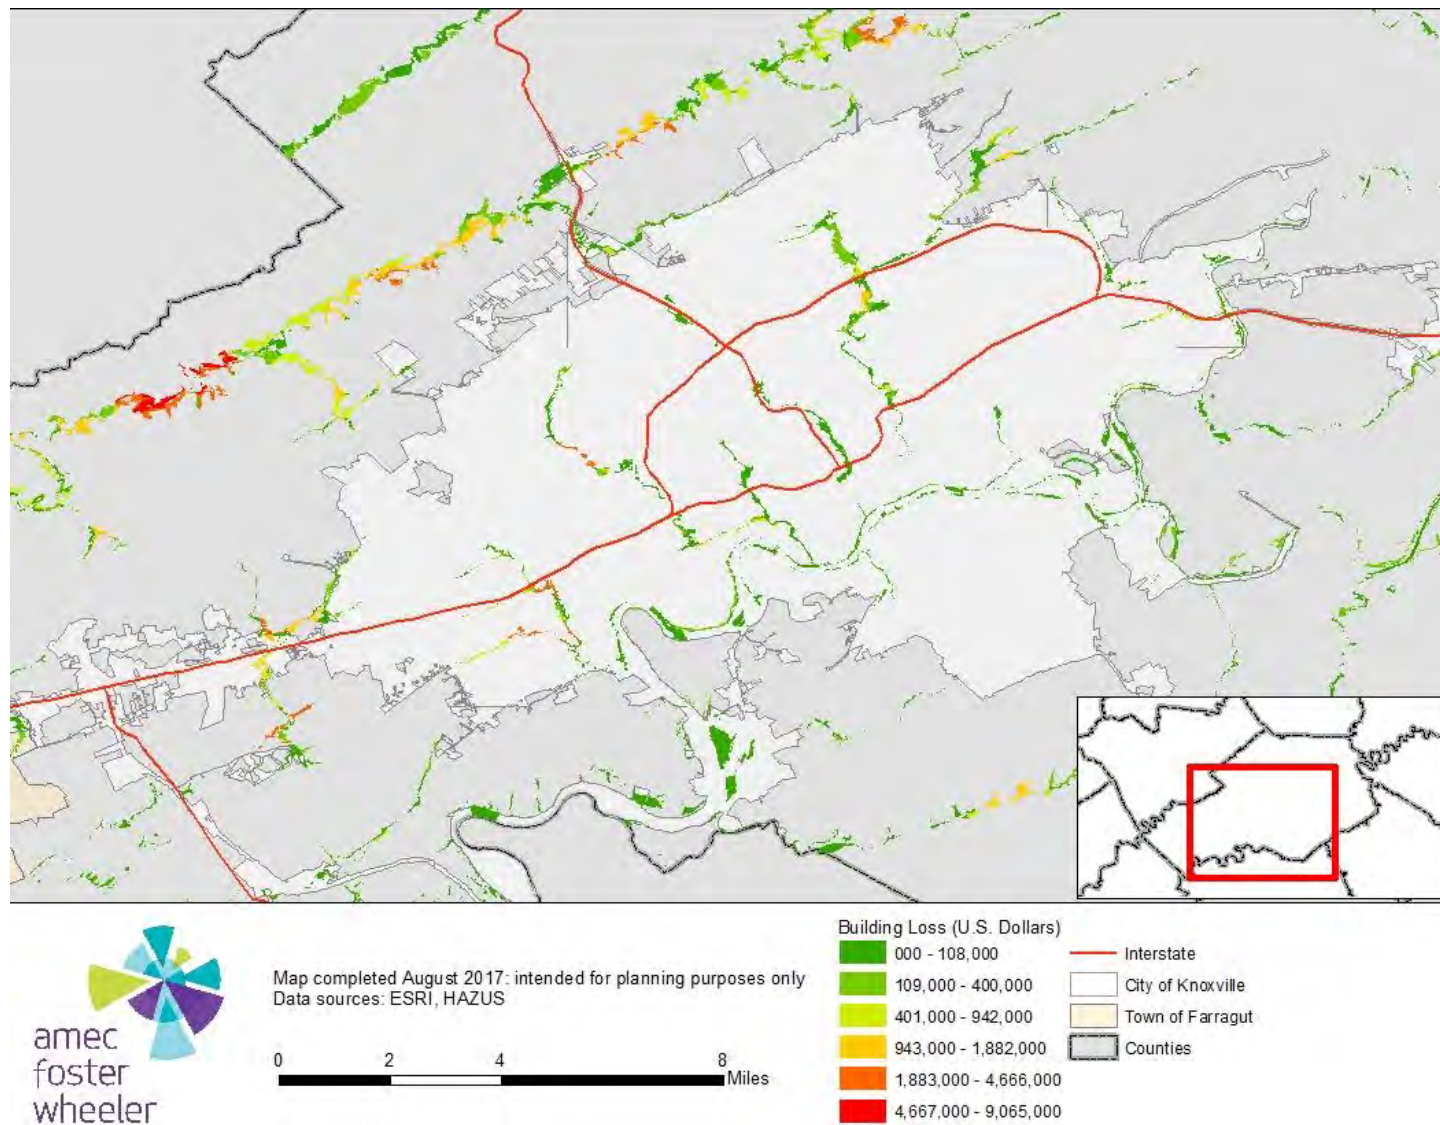 amec
foster
wheeler
Map completed August 2017: intended for planning purposes only
Data sources: ESRI, HAZUS
0 2 4 8
Miles
Building Loss (U.S. Dollars)
000 - 108,000
109,000 - 400,000
401,000 - 942,000
943,000 - 1,882,000
1,883,000 - 4,666,000
4,667,000 - 9,065,000
Interstate
City of Knoxville
Town of Farragut
Counties